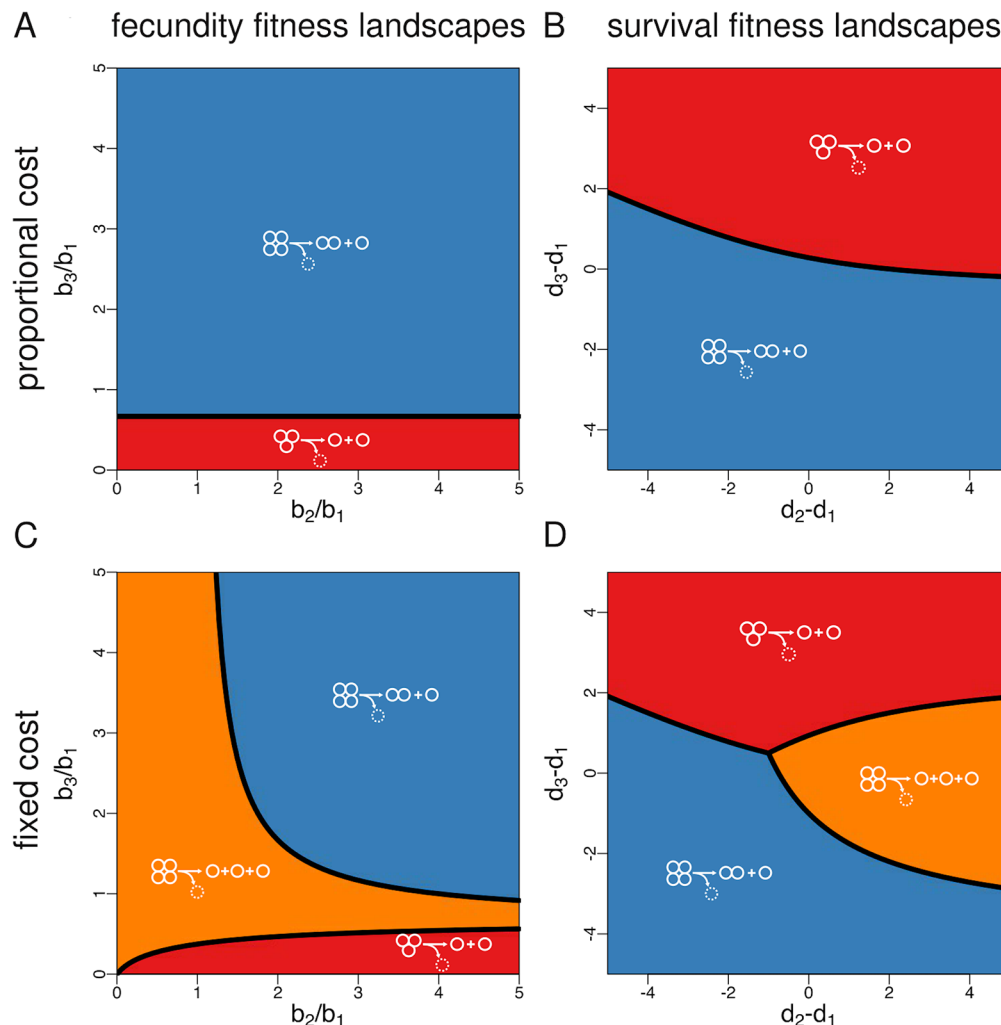 A fecundity fitness landscapes
B survival fitness landscapes
proportional cost
b3/b1
5
4
3
2
1
0
+
+
0 1 2 3 4 5
b2/b1
d3-d1
4
2
0
-2
-4
+
+
-4 -2 0 2 4
d2-d1
C
D
fixed cost
b3/b1
5
4
3
2
1
0
+
+ +
+
0 1 2 3 4 5
b2/b1
d3-d1
4
2
0
-2
-4
+
+ +
+
-4 -2 0 2 4
d2-d1